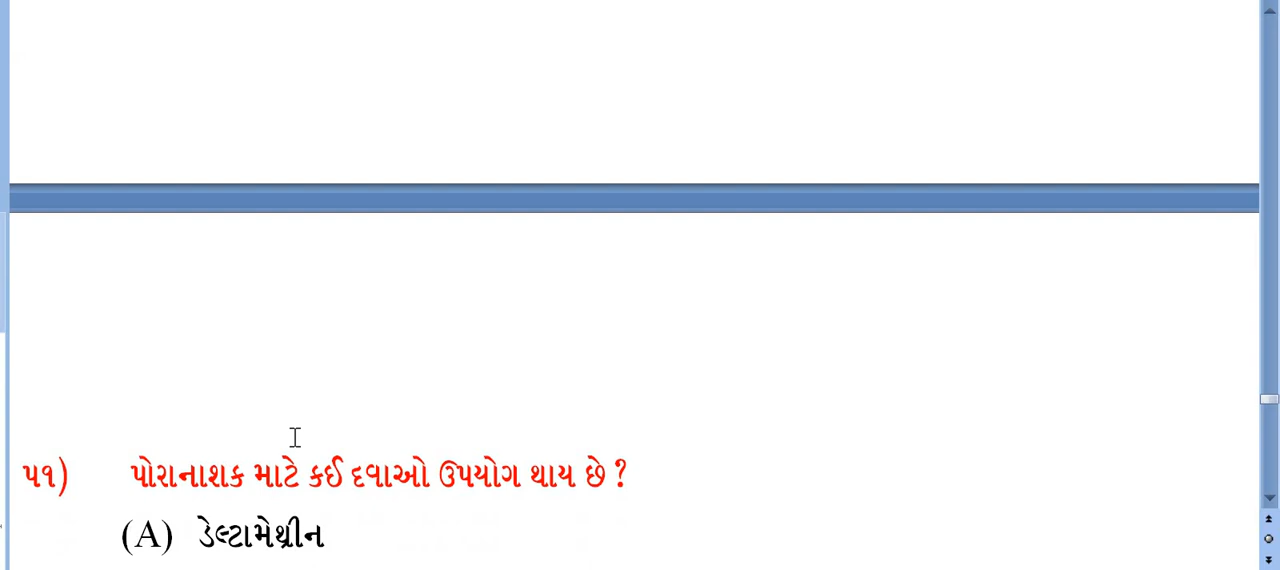 ૫૧) પોરાનાશક માટે કઈ દવાઓ ઉપયોગ થાય છે ?
(A) ડેલ્ટામેથ્રીન